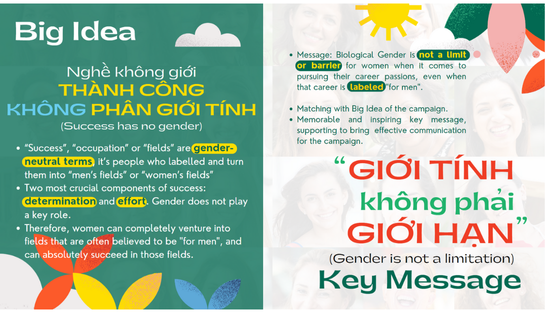 Big Idea
Nghề không giới
THÀNH CÔNG
KHÔNG PHÂN GIỚI TÍNH
(Success has no gender)
• “Success”, “occupation” or “fields” are gender-
neutral terms. It's people who labelled and turn
them into “men's fields” or “women's fields”
• Two most crucial components of success:
determination and effort. Gender does not play
a key role.
• Therefore, women can completely venture into
fields that are often believed to be "for men", and
can absolutely succeed in those fields.
• Message: Biological Gender is not a limit
or barrier for women when it comes to
pursuing their career passions, even when
that career is labeled "for men".
• Matching with Big Idea of the campaign.
• Memorable and inspiring key message,
supporting to bring effective communication
for the campaign.
“GIỚI TÍNH
không phải
GIỚI HẠN”
(Gender is not a limitation)
Key Message